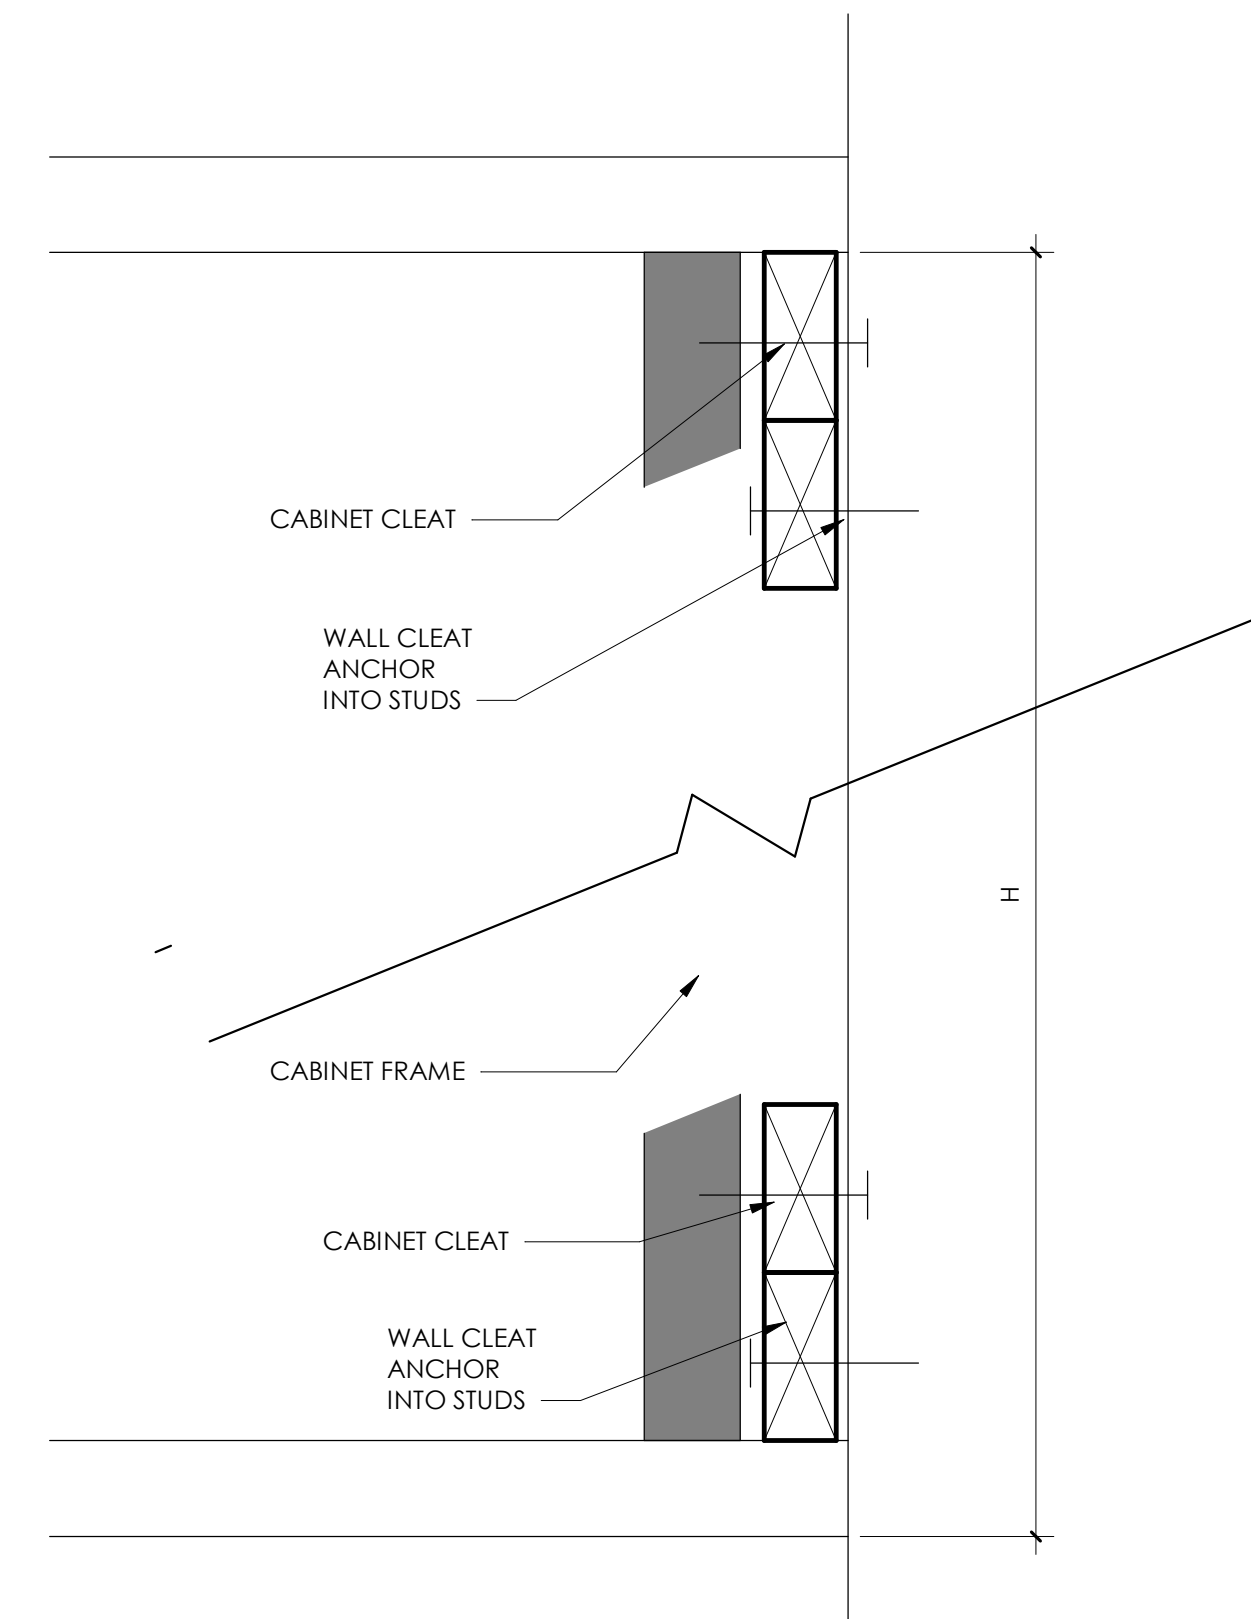 CABINET CLEAT
WALL CLEAT
ANCHOR
INTO STUDS
H
CABINET FRAME
CABINET CLEAT
WALL CLEAT
ANCHOR
INTO STUDS